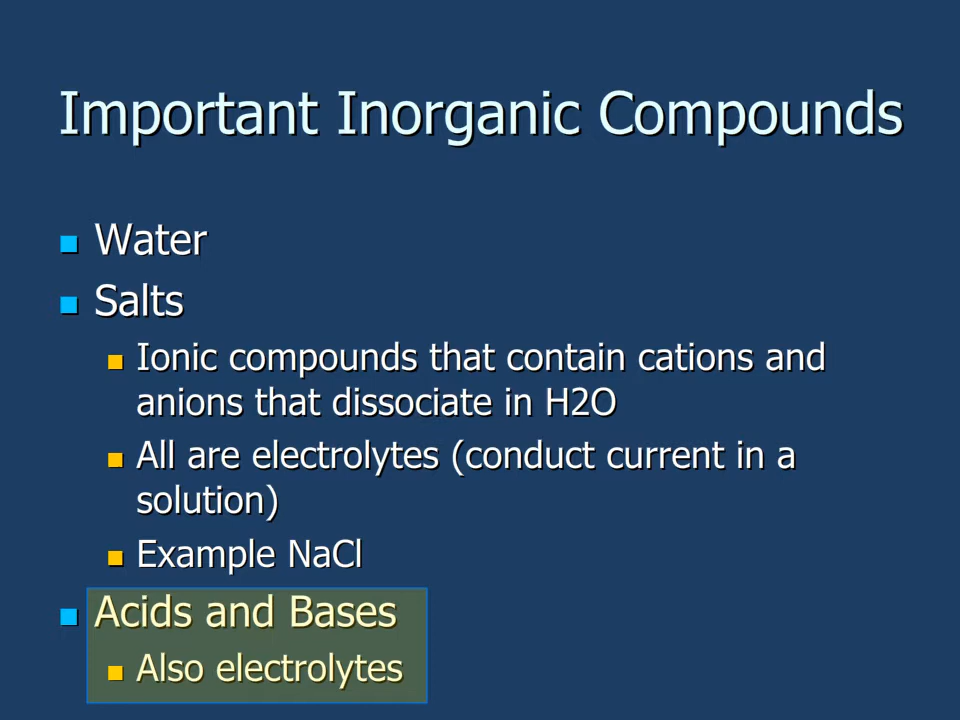 Important Inorganic Compounds
Water
Salts
Ionic compounds that contain cations and
anions that dissociate in H2O
All are electrolytes (conduct current in a
solution)
Example NaCl
Acids and Bases
Also electrolytes